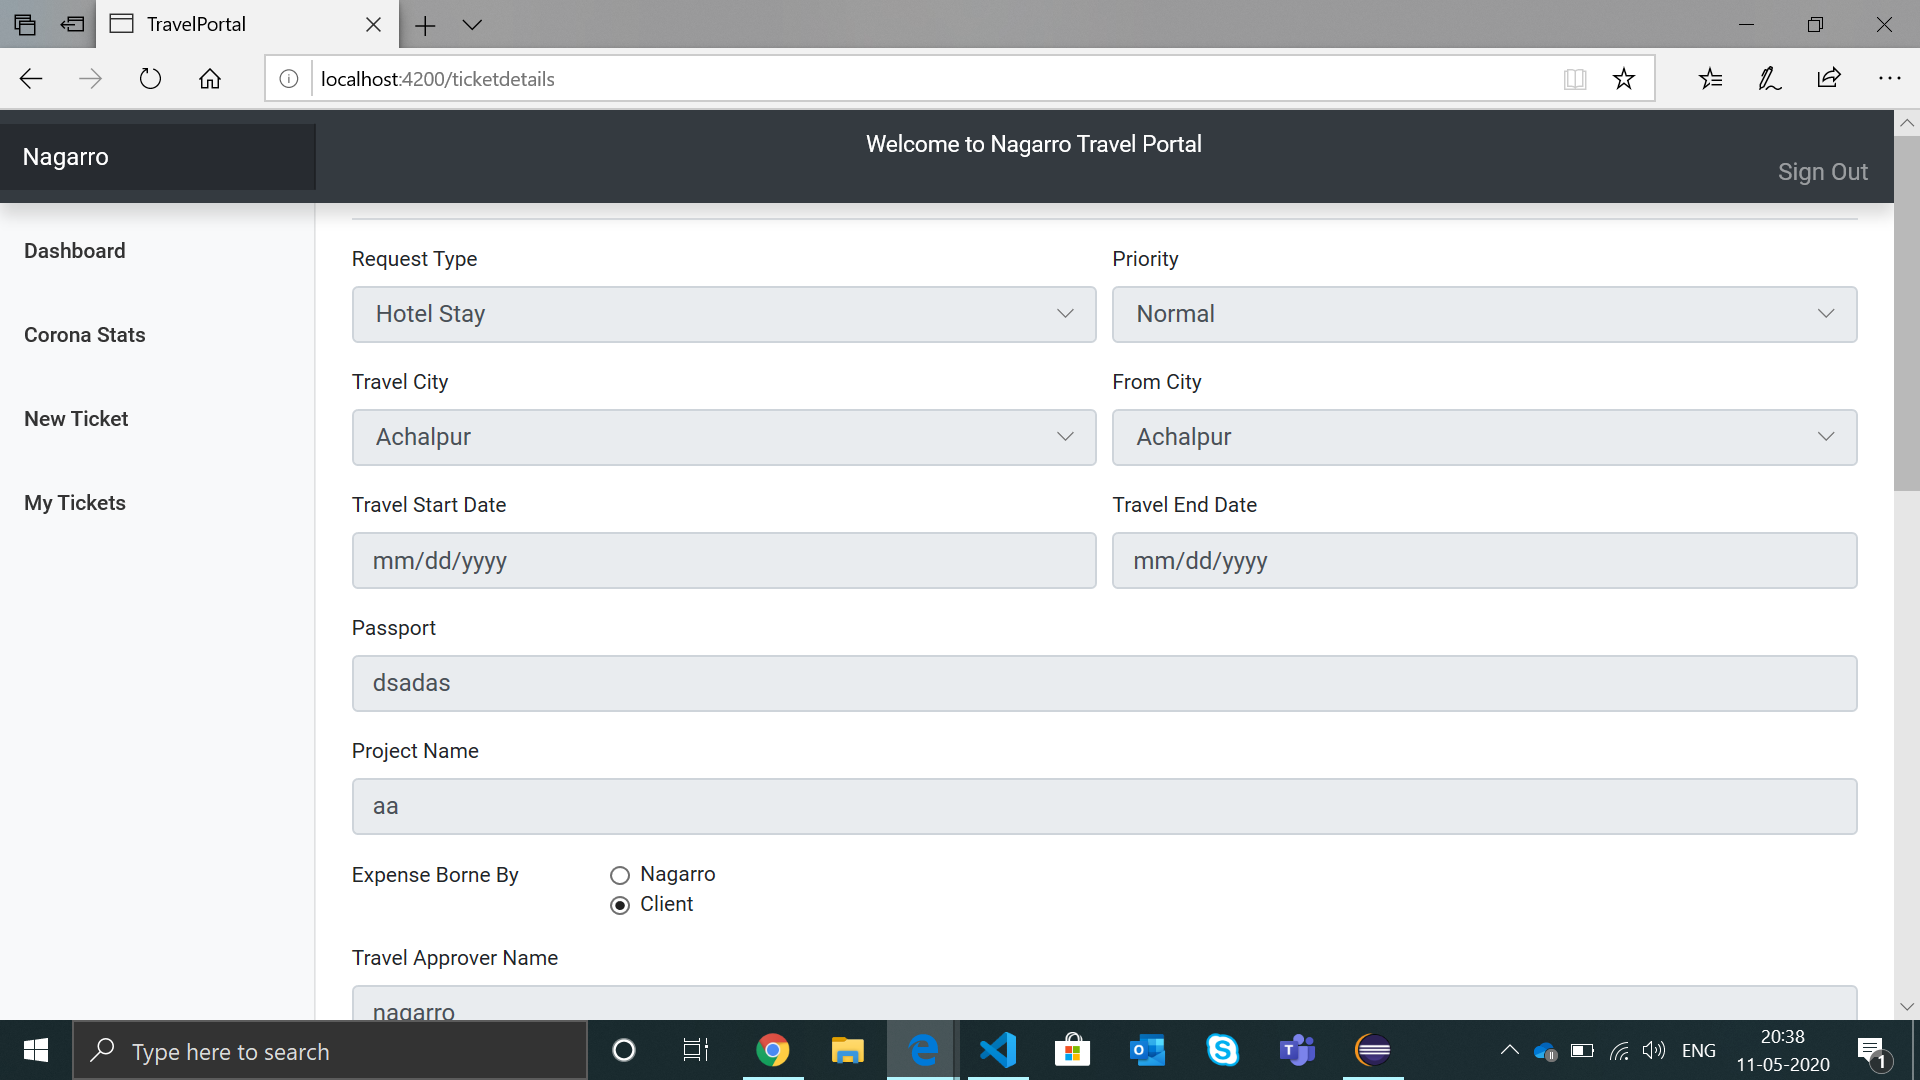 TravelPortal
localhost:4200/ticketdetails
Nagarro
Welcome to Nagarro Travel Portal
Sign Out
Dashboard
Corona Stats
New Ticket
My Tickets
Request Type
Priority
Hotel Stay
Normal
Travel City
From City
Achalpur
Achalpur
Travel Start Date
Travel End Date
mm/dd/yyyy
mm/dd/yyyy
Passport
dsadas
Project Name
aa
Expense Borne By
Nagarro
Client
Travel Approver Name
nagarro
Type here to search
ENG
20:38
11-05-2020
1